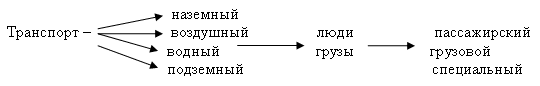 наземный
Транспорт – воздушный люди пассажирский
водный грузы грузовой
подземный специальный